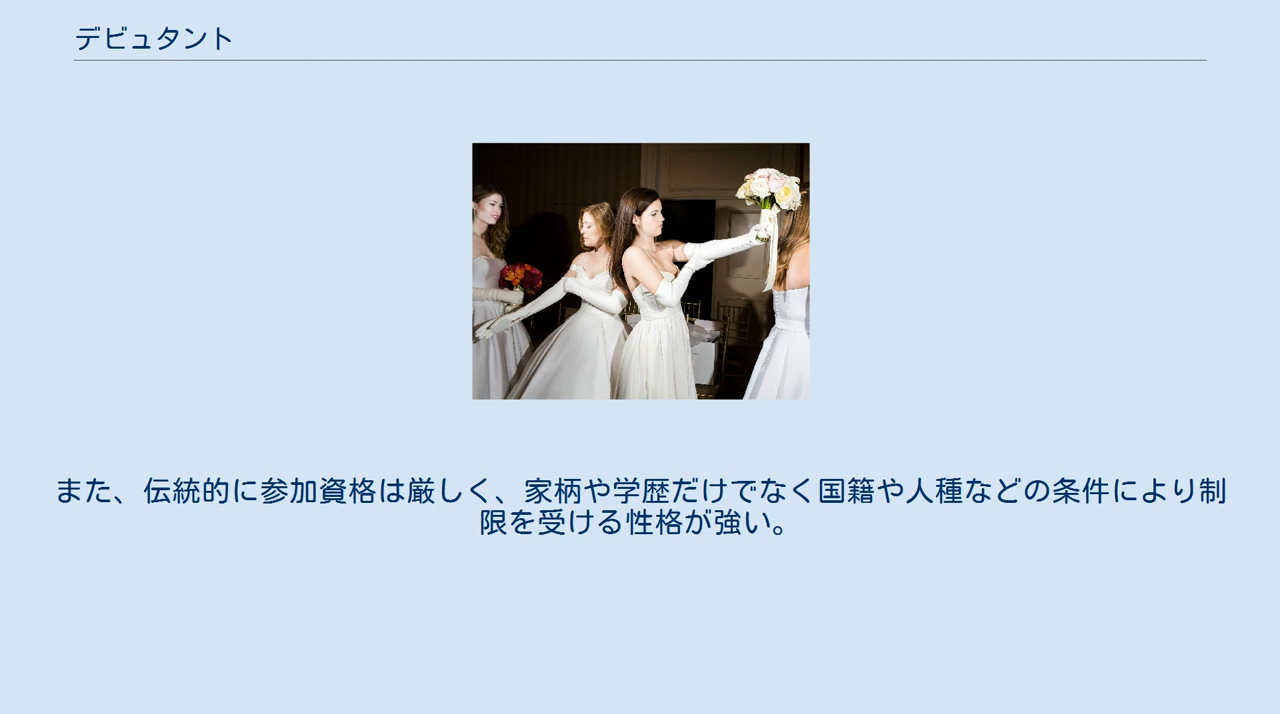 デビュタント
また、伝統的に参加資格は厳しく、家柄や学歴だけでなく国籍や人種などの条件により制
限を受ける性格が強い。